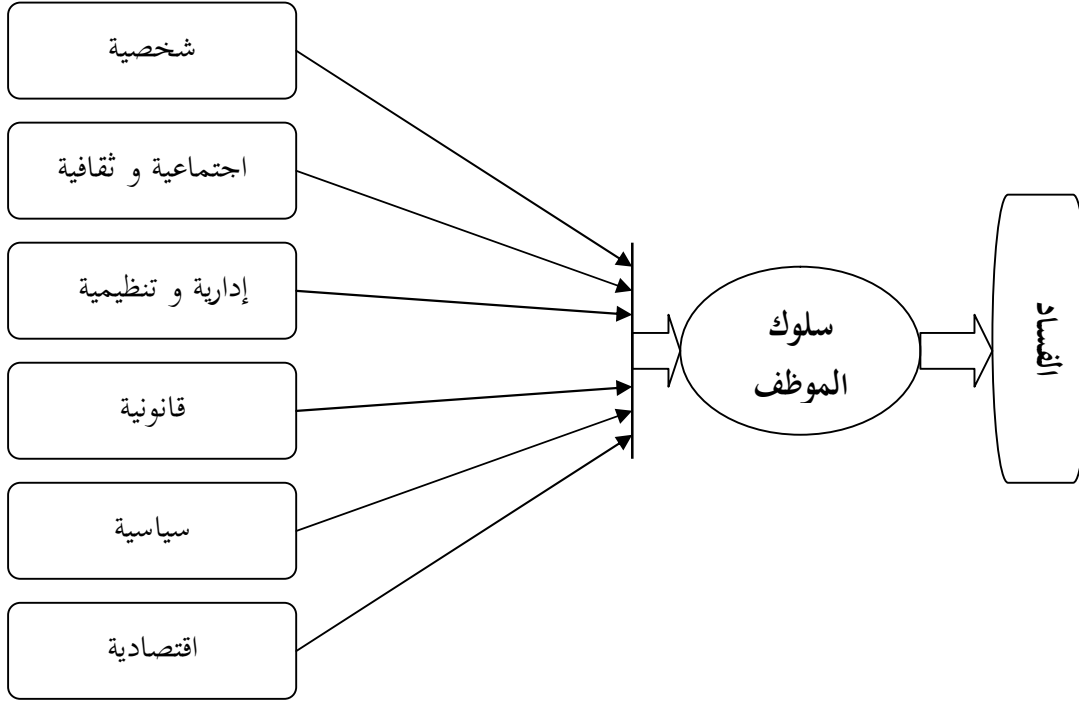 شخصية
اجتماعية و ثقافية
إدارية و تنظيمية
قانونية
سياسية
اقتصادية
سلوك
الموظف
الفساد